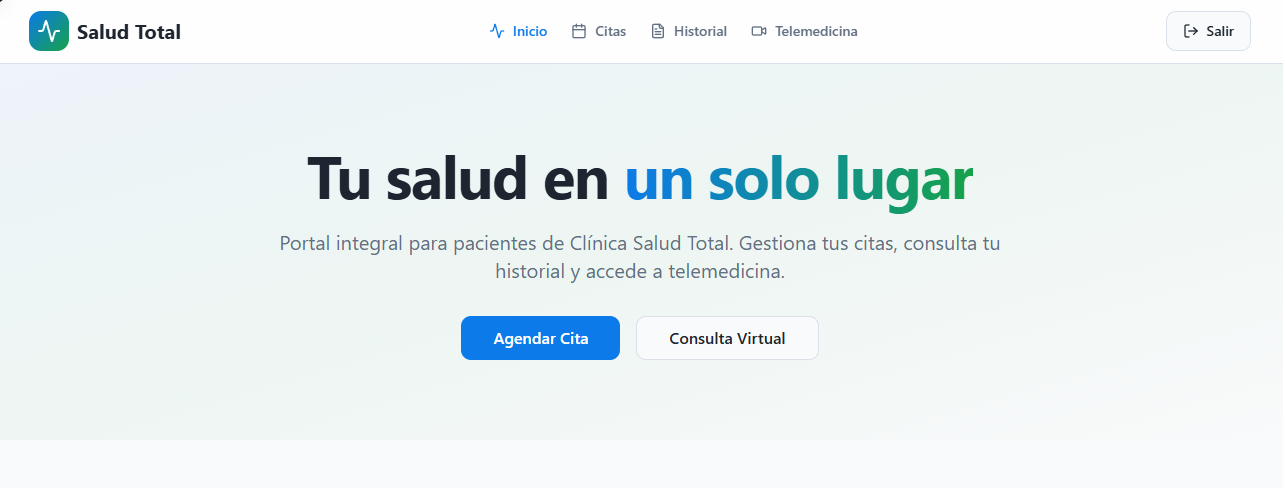 Salud Total
Inicio
Citas
Historial
Telemedicina
Salir
Tu salud en un solo lugar
Portal integral para pacientes de Clínica Salud Total. Gestiona tus citas, consulta tu
historial y accede a telemedicina.
Agendar Cita
Consulta Virtual